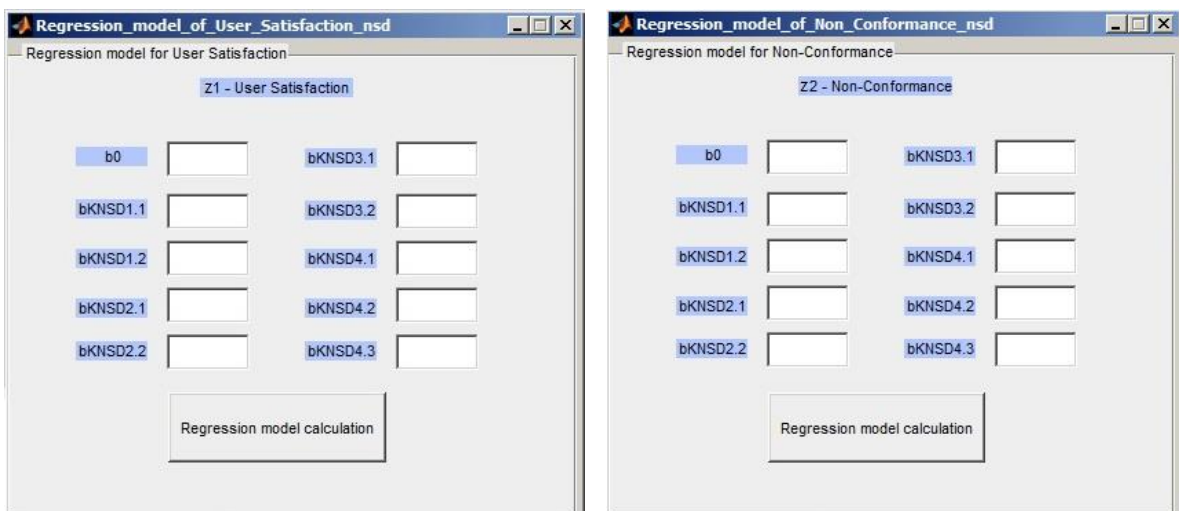 Regression_model_of_User_Satisfaction_nsd
Regression model for User Satisfaction
z1 - User Satisfaction
b0
bKNSD3.1
bKNSD1.1
bKNSD3.2
bKNSD1.2
bKNSD4.1
bKNSD2.1
bKNSD4.2
bKNSD2.2
bKNSD4.3
Regression model calculation
Regression_model_of_Non_Conformance_nsd
Regression model for Non-Conformance
z2 - Non-Conformance
b0
bKNSD3.1
bKNSD1.1
bKNSD3.2
bKNSD1.2
bKNSD4.1
bKNSD2.1
bKNSD4.2
bKNSD2.2
bKNSD4.3
Regression model calculation